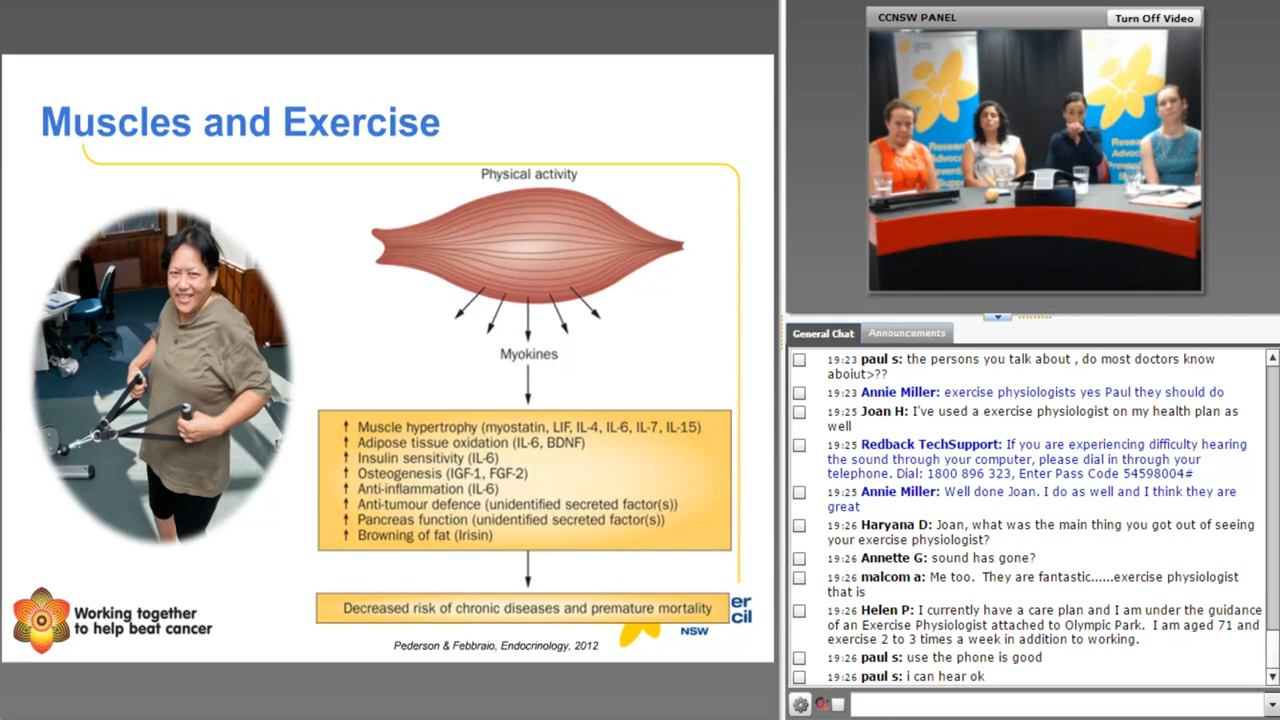 Muscles and Exercise
Physical activity
Myokines
↑ Muscle hypertrophy (myostatin, LIF, IL-4, IL-6, IL-7, IL-15)
↑ Adipose tissue oxidation (IL-6, BDNF)
↑ Insulin sensitivity (IL-6)
↑ Osteogenesis (IGF-1, FGF-2)
↑ Anti-inflammation (IL-6)
↑ Anti-tumour defence (unidentified secreted factor(s))
↑ Pancreas function (unidentified secreted factor(s))
↑ Browning of fat (Irisin)
Decreased risk of chronic diseases and premature mortality
Working together
to help beat cancer
er
cil
NSW
Pederson & Febbraio, Endocrinology, 2012
CCNSW PANEL
Turn Off Video
General Chat
Announcements
19:23 paul s: the persons you talk about , do most doctors know
aboiut>??
19:23 Annie Miller: exercise physiologists yes Paul they should do
19:25 Joan H: I've used a exercise physiologist on my health plan as
well
19:25 Redback TechSupport: If you are experiencing difficulty hearing
the sound through your computer, please dial in through your
telephone. Dial: 1800 896 323, Enter Pass Code 54598004#
19:25 Annie Miller: Well done Joan. I do as well and I think they are
great
19:26 Haryana D: Joan, what was the main thing you got out of seeing
your exercise physiologist?
19:26 Annette G: sound has gone?
19:26 malcom a: Me too. They are fantastic......exercise physiologist
that is
19:26 Helen P: I currently have a care plan and I am under the guidance
of an Exercise Physiologist attached to Olympic Park. I am aged 71 and
exercise 2 to 3 times a week in addition to working.
19:26 paul s: use the phone is good
19:26 paul s: i can hear ok